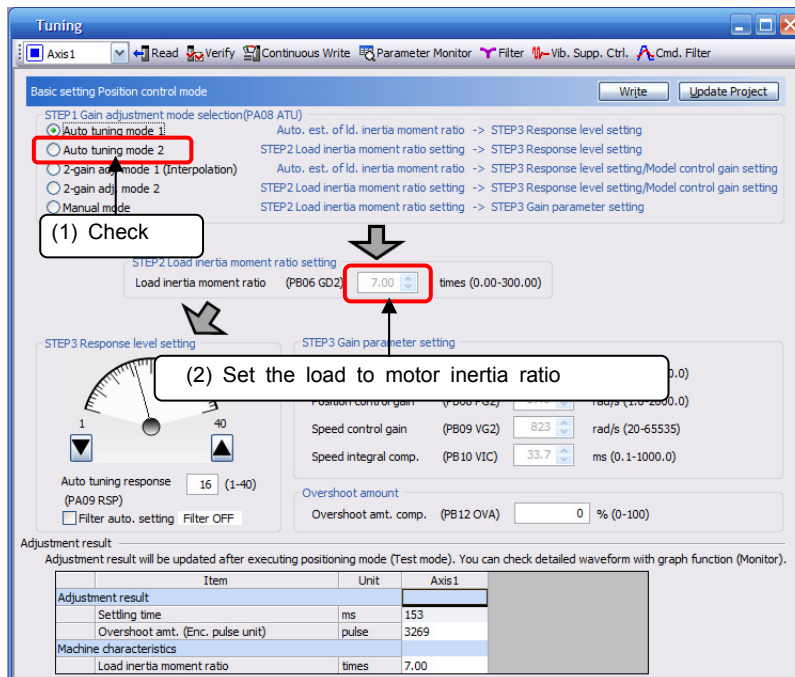 Tuning
Axis1 Read Verify Continuous Write Parameter Monitor Filter Vib. Supp. Ctrl. Cmd. Filter
Basic setting Position control mode Write Update Project
STEP1 Gain adjustment mode selection(PA08 ATU)
Auto tuning mode 1 Auto. est. of ld. inertia moment ratio -> STEP3 Response level setting
Auto tuning mode 2 STEP2 Load inertia moment ratio setting -> STEP3 Response level setting
2-gain adj. mode 1 (Interpolation) Auto. est. of ld. inertia moment ratio -> STEP3 Response level setting/Model control gain setting
2-gain adj. mode 2 STEP2 Load inertia moment ratio setting -> STEP3 Response level setting/Model control gain setting
Manual mode STEP2 Load inertia moment ratio setting -> STEP3 Gain parameter setting
(1) Check
STEP2 Load inertia moment ratio setting
Load inertia moment ratio (PB06 GD2) 7.00 times (0.00-300.00)
STEP3 Response level setting STEP3 Gain parameter setting
(2) Set the load to motor inertia ratio
Position control gain (PB08 PG2) rad/s (1.0-2000.0)
1 40
Speed control gain (PB09 VG2) 823 rad/s (20-65535)
Speed integral comp. (PB10 VIC) 33.7 ms (0.1-1000.0)
Auto tuning response 16 (1-40)
(PA09 RSP)
Filter auto. setting Filter OFF
Overshoot amount
Overshoot amt. comp. (PB12 OVA) 0 % (0-100)
Adjustment result
Adjustment result will be updated after executing positioning mode (Test mode). You can check detailed waveform with graph function (Monitor).
Item Unit Axis1
Adjustment result
Settling time ms 153
Overshoot amt. (Enc. pulse unit) pulse 3269
Machine characteristics
Load inertia moment ratio times 7.00